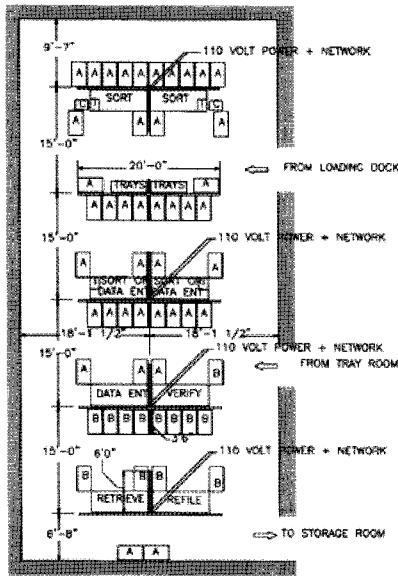 9'-7"
110 VOLT POWER + NETWORK
A A A A A A A A A A
SORT SORT
C T T C
A A A A
15'-0"
20'-0"
FROM LOADING DOCK
A TRAYS TRAYS A
A A A A A A A A
15'-0"
110 VOLT POWER + NETWORK
A A A A
SORT OR SORT OR
DATA ENT DATA ENT
A A A A A A A A
18'-1 1/2" 18'-1 1/2"
15'-0"
110 VOLT POWER + NETWORK
FROM TRAY ROOM
A A A B
DATA ENT VERIFY
B B B B B B B B
3'6"
15'-0"
110 VOLT POWER + NETWORK
6'0"
B B B B
RETRIEVE REFILE
6'-8"
TO STORAGE ROOM
A A